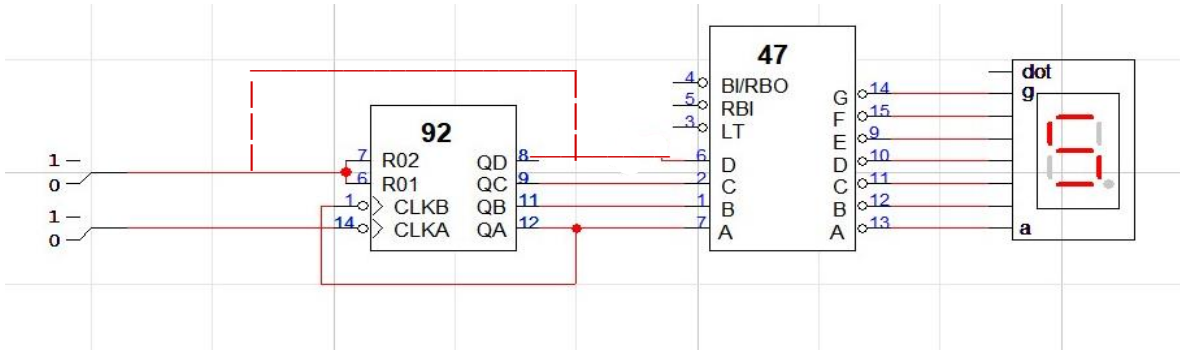 1
0
1
0
92
7 R02 QD 8
6 R01 QC 9
1 CLKB QB 11
14 CLKA QA 12
47
4 BI/RBO G 14
5 RBI F 15
3 LT E 9
6 D D 10
2 C C 11
1 B B 12
7 A A 13
dot
g
a